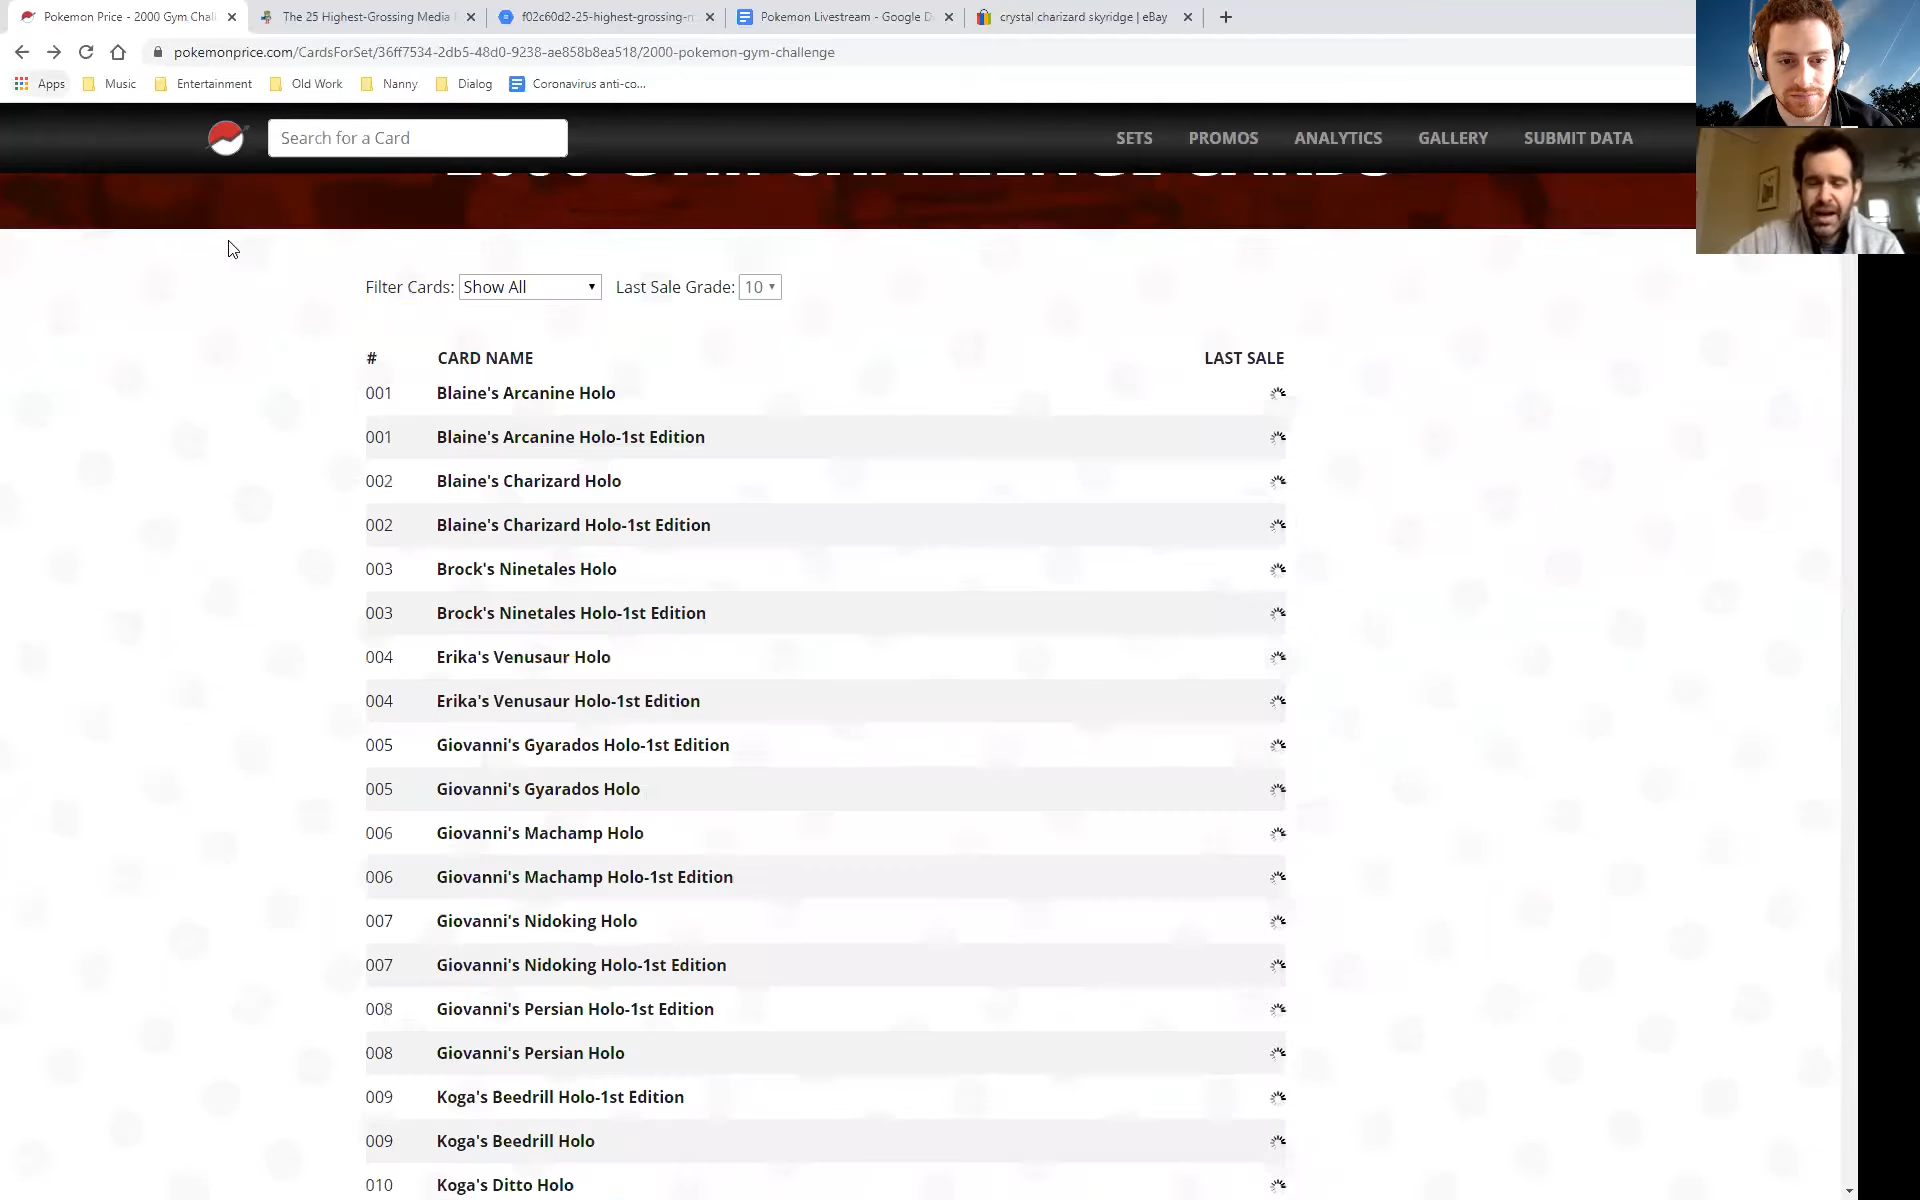 Pokemon Price - 2000 Gym Chall
The 25 Highest-Grossing Media
f02c60d2-25-highest-grossing-
Pokemon Livestream - Google D
crystal charizard skyridge | eBay
pokemonprice.com/CardsForSet/36ff7534-2db5-48d0-9238-ae858b8ea518/2000-pokemon-gym-challenge
Apps
Music
Entertainment
Old Work
Nanny
Dialog
Coronavirus anti-co...
Search for a Card
SETS
PROMOS
ANALYTICS
GALLERY
SUBMIT DATA
2000 GYM CHALLENGE CARDS
Filter Cards: Show All Last Sale Grade: 10
# CARD NAME LAST SALE
001 Blaine's Arcanine Holo
001 Blaine's Arcanine Holo-1st Edition
002 Blaine's Charizard Holo
002 Blaine's Charizard Holo-1st Edition
003 Brock's Ninetales Holo
003 Brock's Ninetales Holo-1st Edition
004 Erika's Venusaur Holo
004 Erika's Venusaur Holo-1st Edition
005 Giovanni's Gyarados Holo-1st Edition
005 Giovanni's Gyarados Holo
006 Giovanni's Machamp Holo
006 Giovanni's Machamp Holo-1st Edition
007 Giovanni's Nidoking Holo
007 Giovanni's Nidoking Holo-1st Edition
008 Giovanni's Persian Holo-1st Edition
008 Giovanni's Persian Holo
009 Koga's Beedrill Holo-1st Edition
009 Koga's Beedrill Holo
010 Koga's Ditto Holo